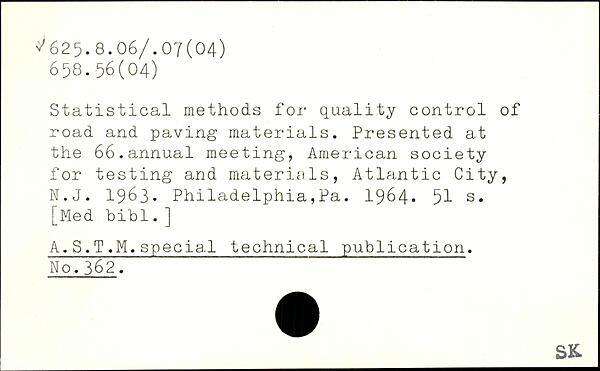 √625.8.06/.07(04)
658.56(04)
Statistical methods for quality control of
road and paving materials. Presented at
the 66.annual meeting, American society
for testing and materials, Atlantic City,
N.J. 1963. Philadelphia,Pa. 1964. 51 s.
[Med bibl.]
A.S.T.M.special technical publication.
No.362.
SK